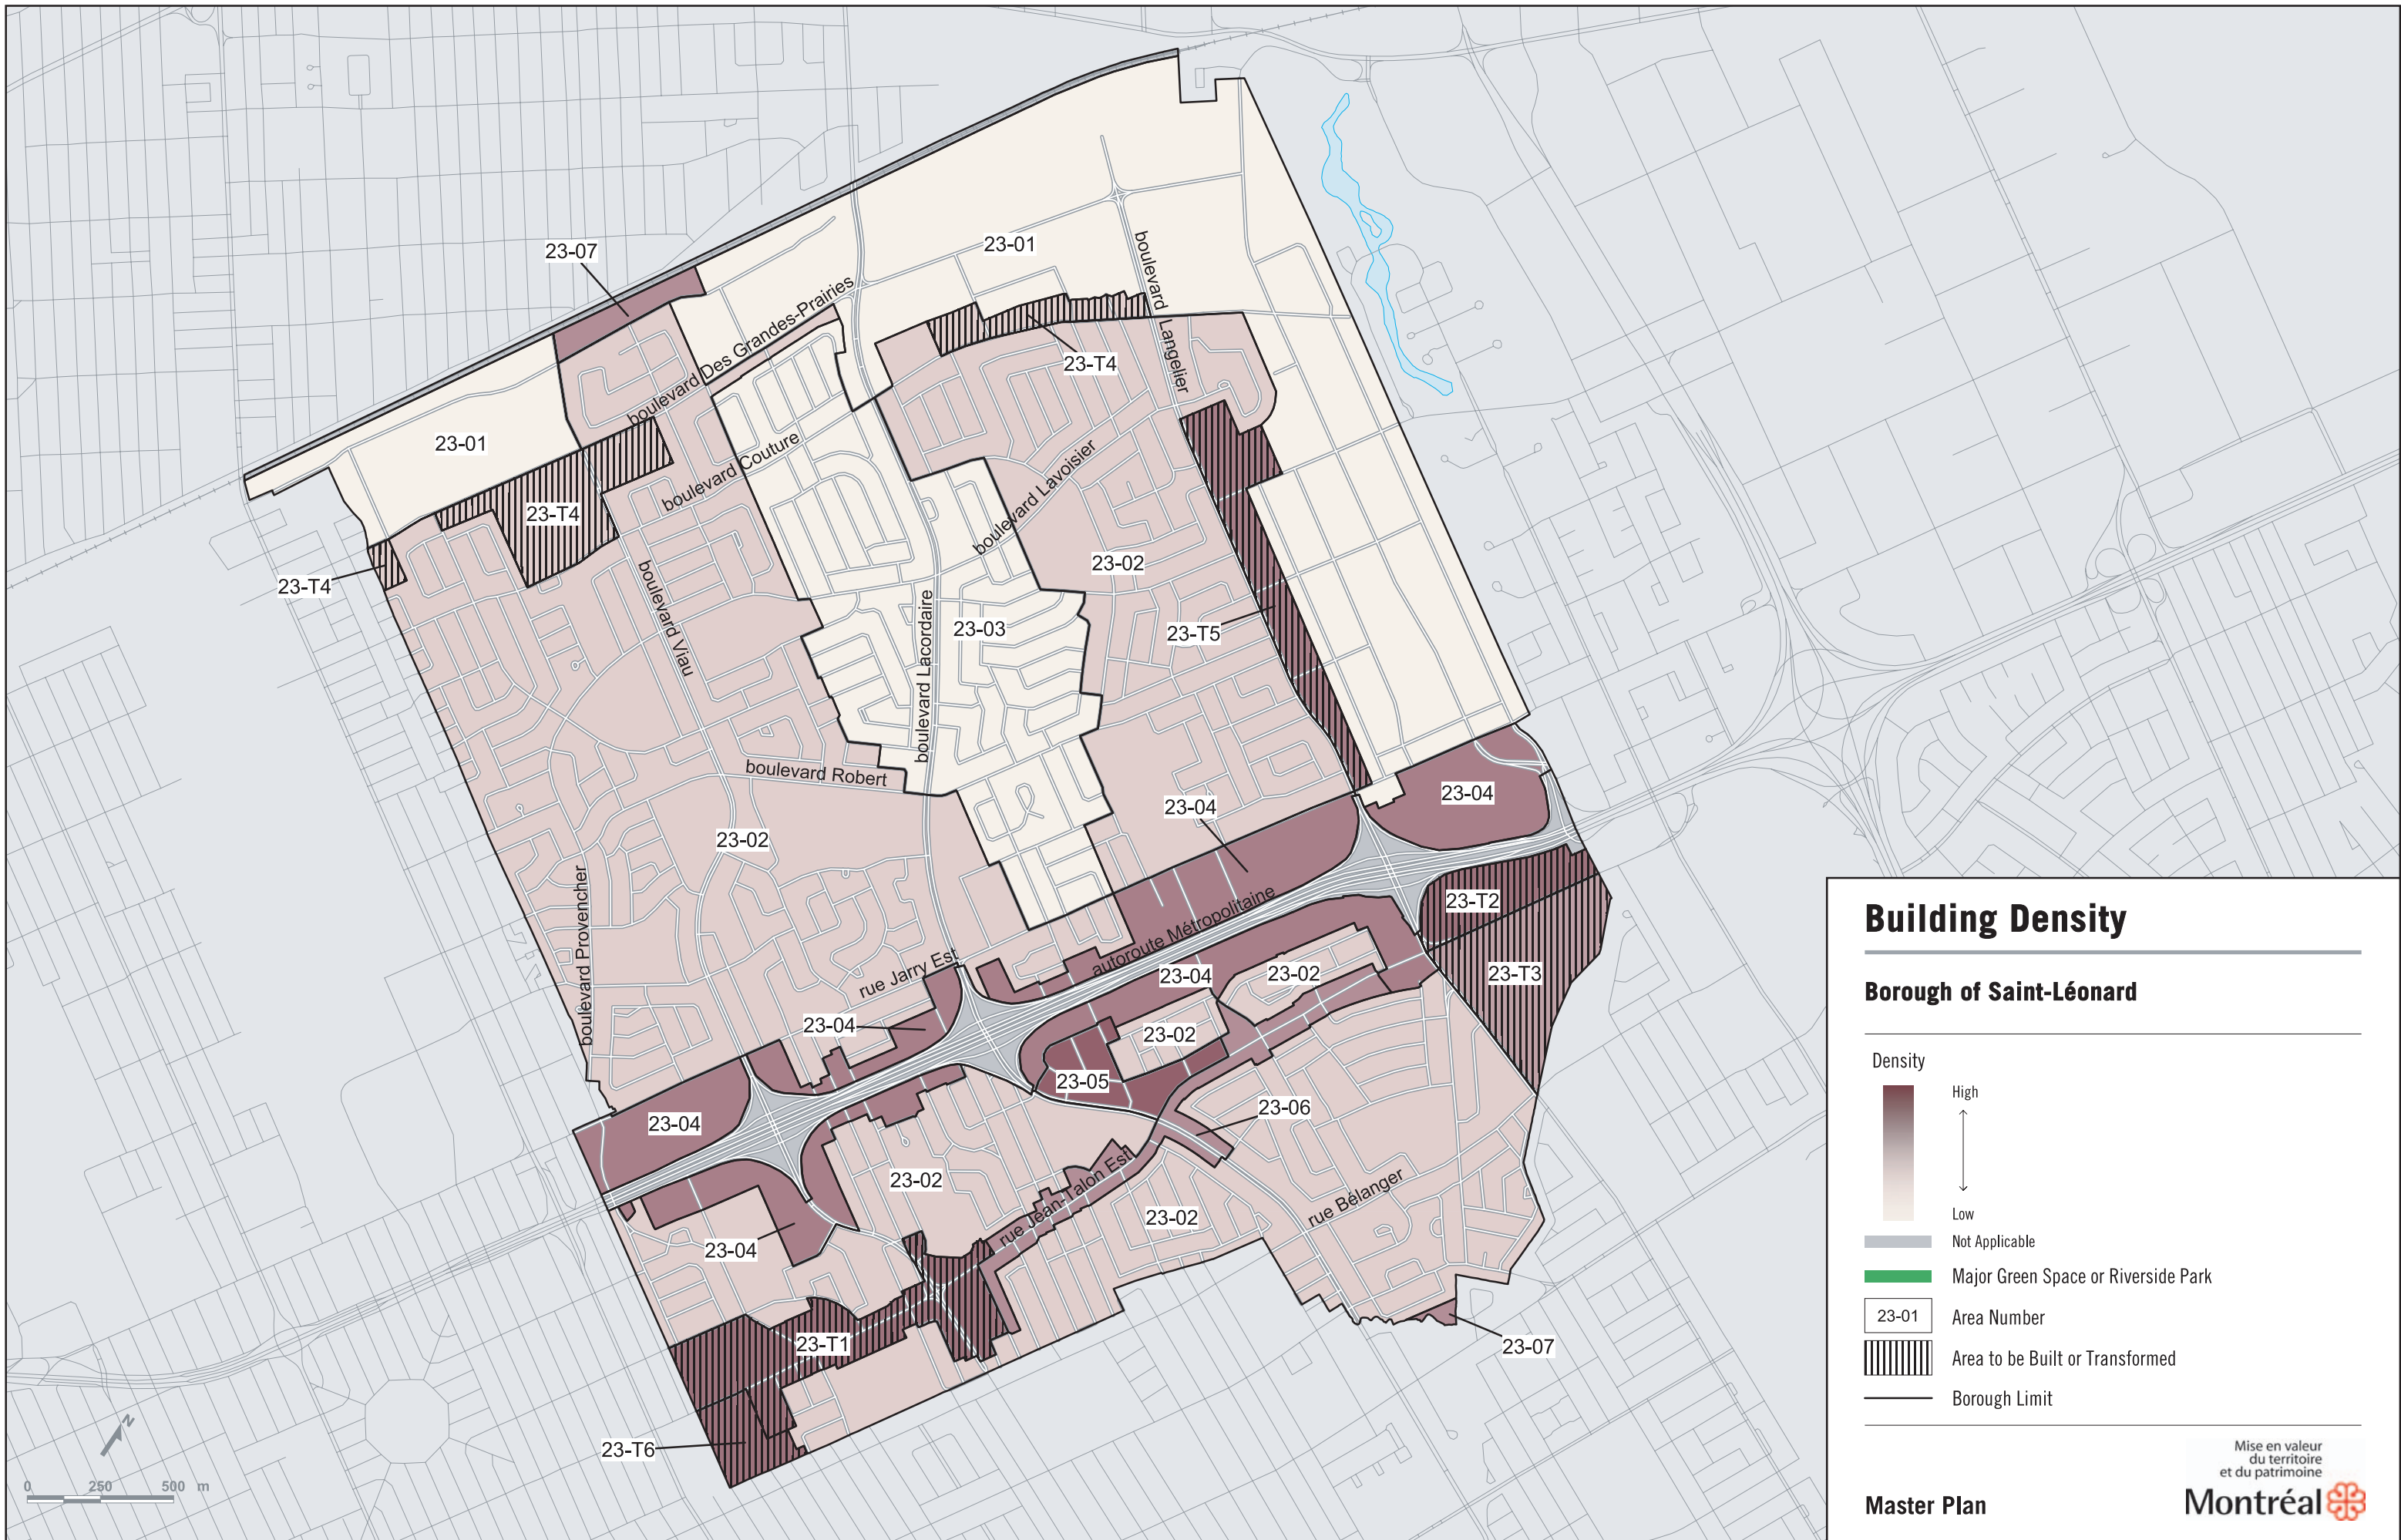 23-07
23-01
boulevard Langelier
boulevard Des Grandes-Prairies
23-T4
23-01
boulevard Couture
boulevard Lavoisier
23-T4
23-T4
23-02
boulevard Viau
boulevard Lacordaire
23-03
23-T5
boulevard Robert
23-04
23-04
23-02
boulevard Provencher
23-T2
autoroute Métropolitaine
rue Jarry Est
23-04
23-02
23-T3
23-04
23-02
23-05
23-06
23-04
23-02
rue Jean-Talon Est
rue Bélanger
23-02
23-04
23-T1
23-07
23-T6
N
0 250 500 m
Building Density
Borough of Saint-Léonard
Density
High
Low
Not Applicable
Major Green Space or Riverside Park
23-01 Area Number
Area to be Built or Transformed
Borough Limit
Mise en valeur
du territoire
et du patrimoine
Master Plan
Montréal